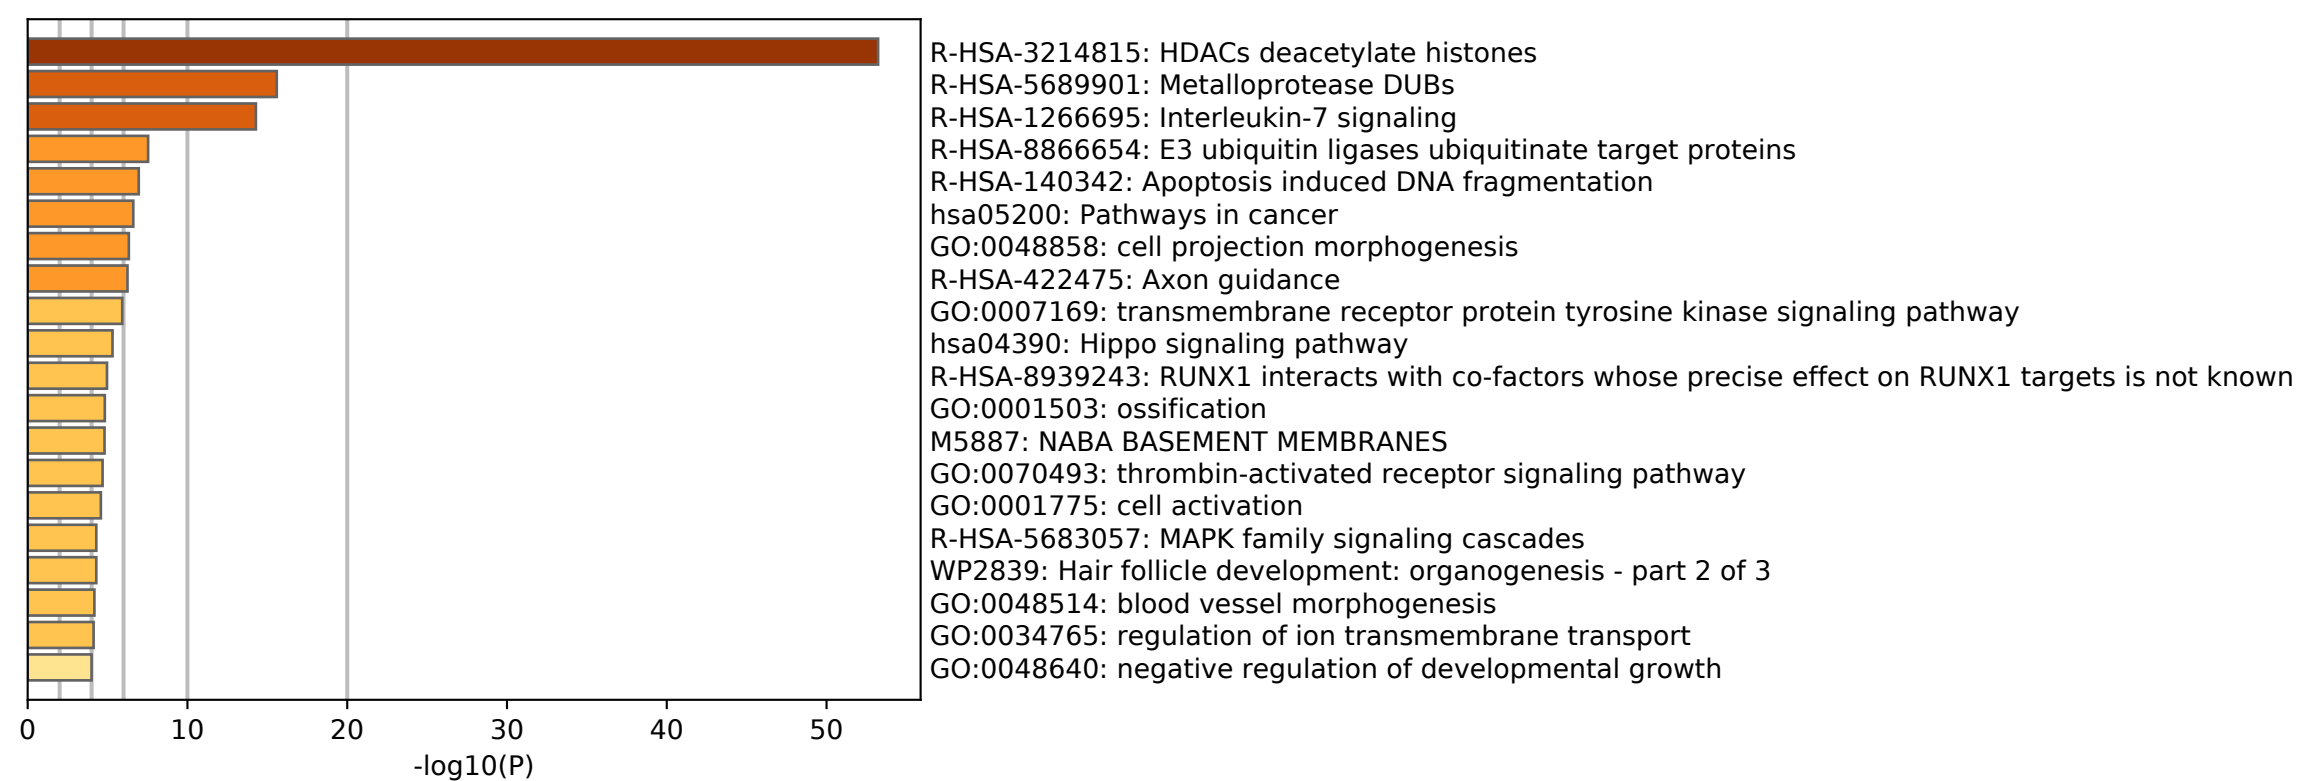 R-HSA-3214815: HDACs deacetylate histones
R-HSA-5689901: Metalloprotease DUBs
R-HSA-1266695: Interleukin-7 signaling
R-HSA-8866654: E3 ubiquitin ligases ubiquitinate target proteins
R-HSA-140342: Apoptosis induced DNA fragmentation
hsa05200: Pathways in cancer
GO:0048858: cell projection morphogenesis
R-HSA-422475: Axon guidance
GO:0007169: transmembrane receptor protein tyrosine kinase signaling pathway
hsa04390: Hippo signaling pathway
R-HSA-8939243: RUNX1 interacts with co-factors whose precise effect on RUNX1 targets is not known
GO:0001503: ossification
M5887: NABA BASEMENT MEMBRANES
GO:0070493: thrombin-activated receptor signaling pathway
GO:0001775: cell activation
R-HSA-5683057: MAPK family signaling cascades
WP2839: Hair follicle development: organogenesis - part 2 of 3
GO:0048514: blood vessel morphogenesis
GO:0034765: regulation of ion transmembrane transport
GO:0048640: negative regulation of developmental growth
0 10 20 30 40 50
-log10(P)